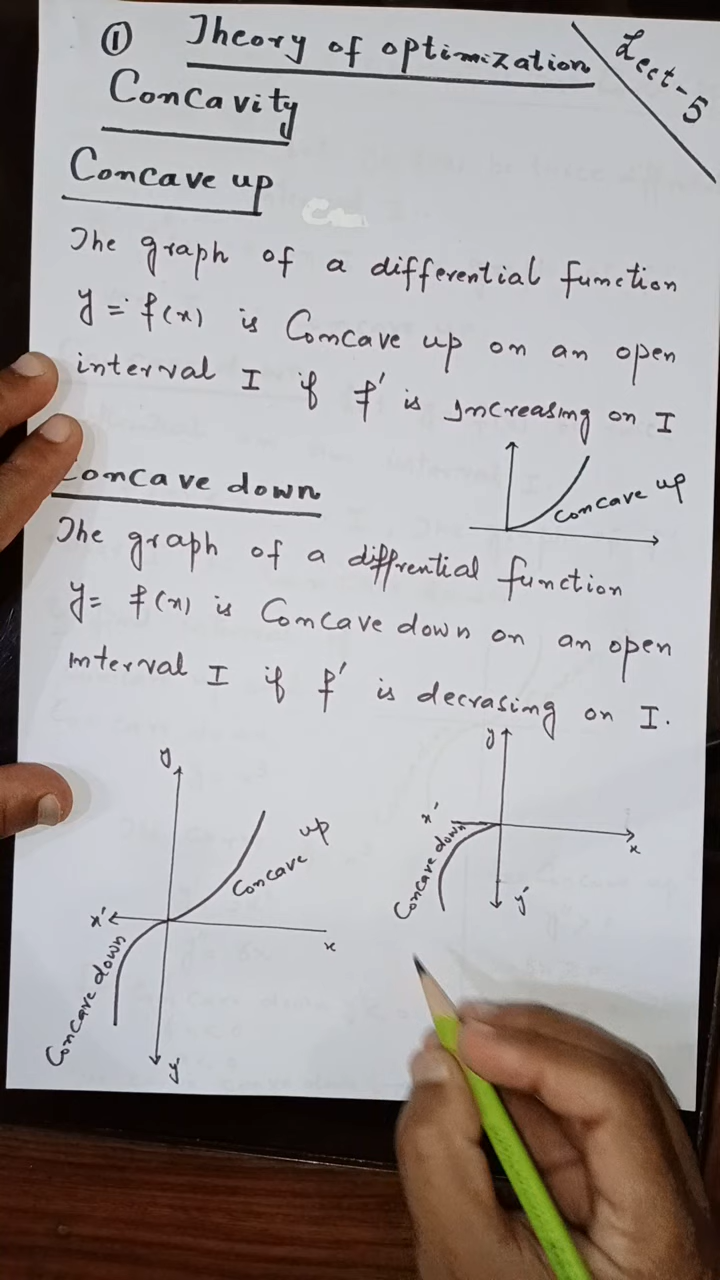 ① Theory of optimization
Lect-5
Concavity
Concave up
The graph of a differential function
y = f(x) is Concave up on an open
interval I if f' is Increasing on I
Concave up
Concave down
The graph of a diffrential function
y= f(x) is Concave down on an open
interval I if f' is decrasing on I.
y
x'
x
y'
Concave down
y
Concave up
x'
x
Concave down
y'